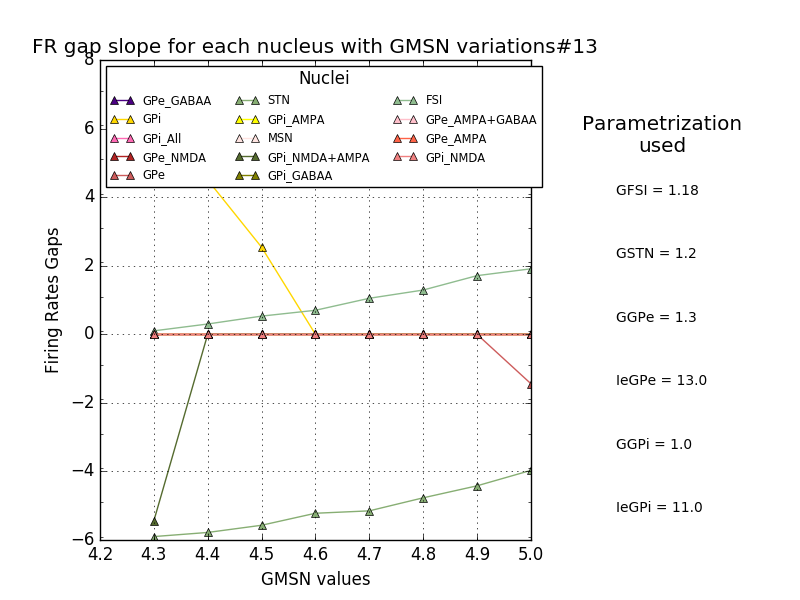 FR gap slope for each nucleus with GMSN variations#13
Nuclei
GPe_GABAA STN FSI
GPi GPi_AMPA GPe_AMPA+GABAA
GPi_All MSN GPe_AMPA
GPe_NMDA GPi_NMDA+AMPA GPi_NMDA
GPe GPi_GABAA
8
6
4
2
0
−2
−4
−6
Firing Rates Gaps
4.2 4.3 4.4 4.5 4.6 4.7 4.8 4.9 5.0
GMSN values
Parametrization
used
GFSI = 1.18
GSTN = 1.2
GGPe = 1.3
IeGPe = 13.0
GGPi = 1.0
IeGPi = 11.0